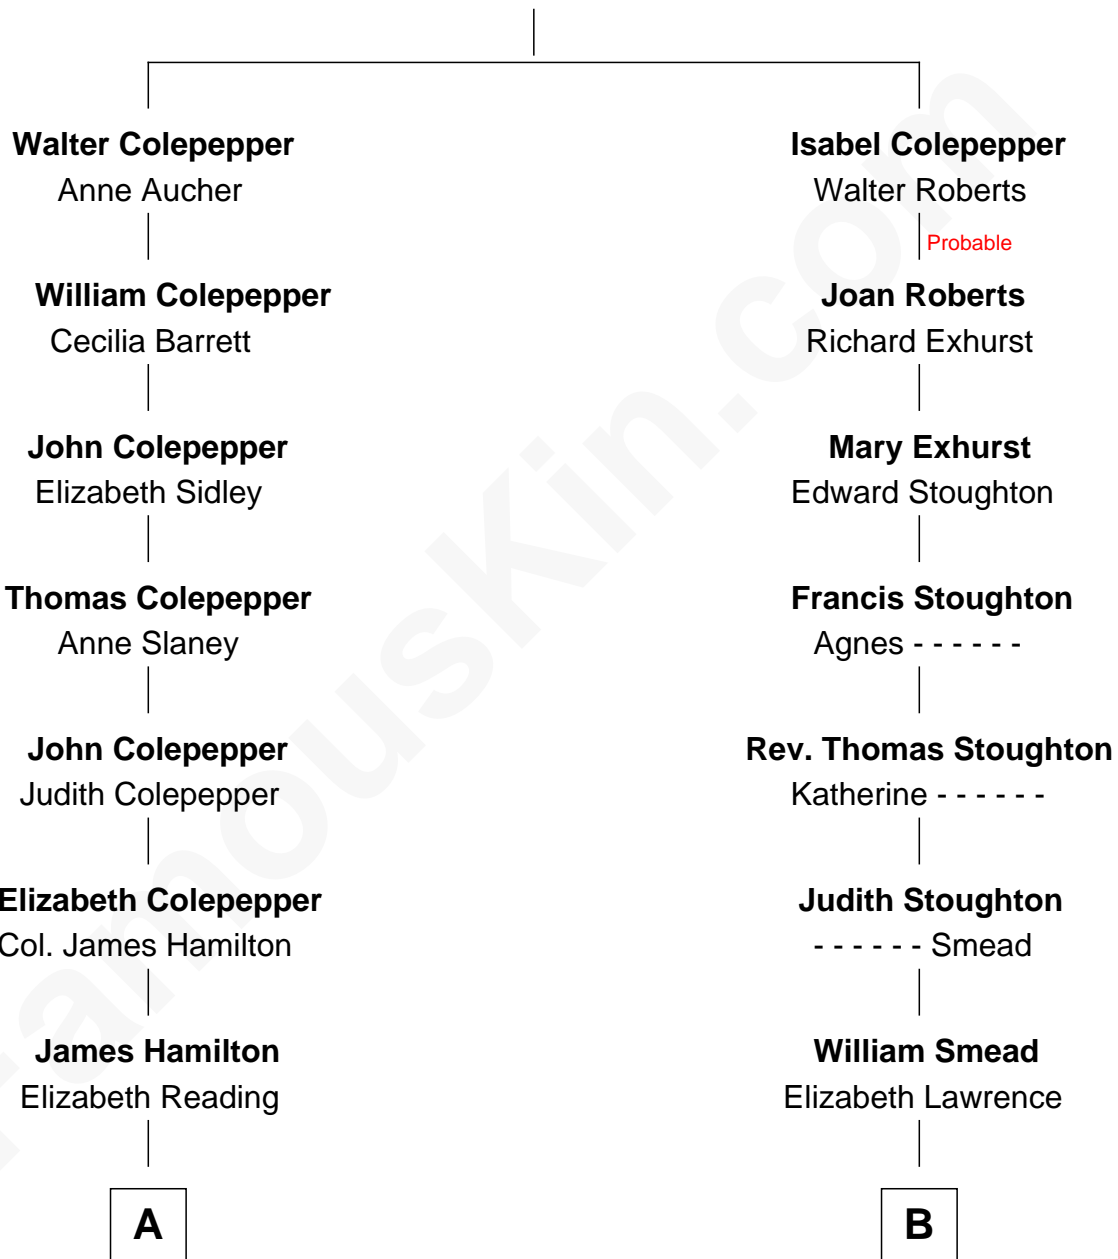 Walter Colepepper
Anne Aucher
William Colepepper
Cecilia Barrett
John Colepepper
Elizabeth Sidley
Thomas Colepepper
Anne Slaney
John Colepepper
Judith Colepepper
Elizabeth Colepepper
Col. James Hamilton
James Hamilton
Elizabeth Reading
A
Isabel Colepepper
Walter Roberts
Probable
Joan Roberts
Richard Exhurst
Mary Exhurst
Edward Stoughton
Francis Stoughton
Agnes - - - - - -
Rev. Thomas Stoughton
Katherine - - - - - -
Judith Stoughton
- - - - - - Smead
William Smead
Elizabeth Lawrence
B
FamousKin.com